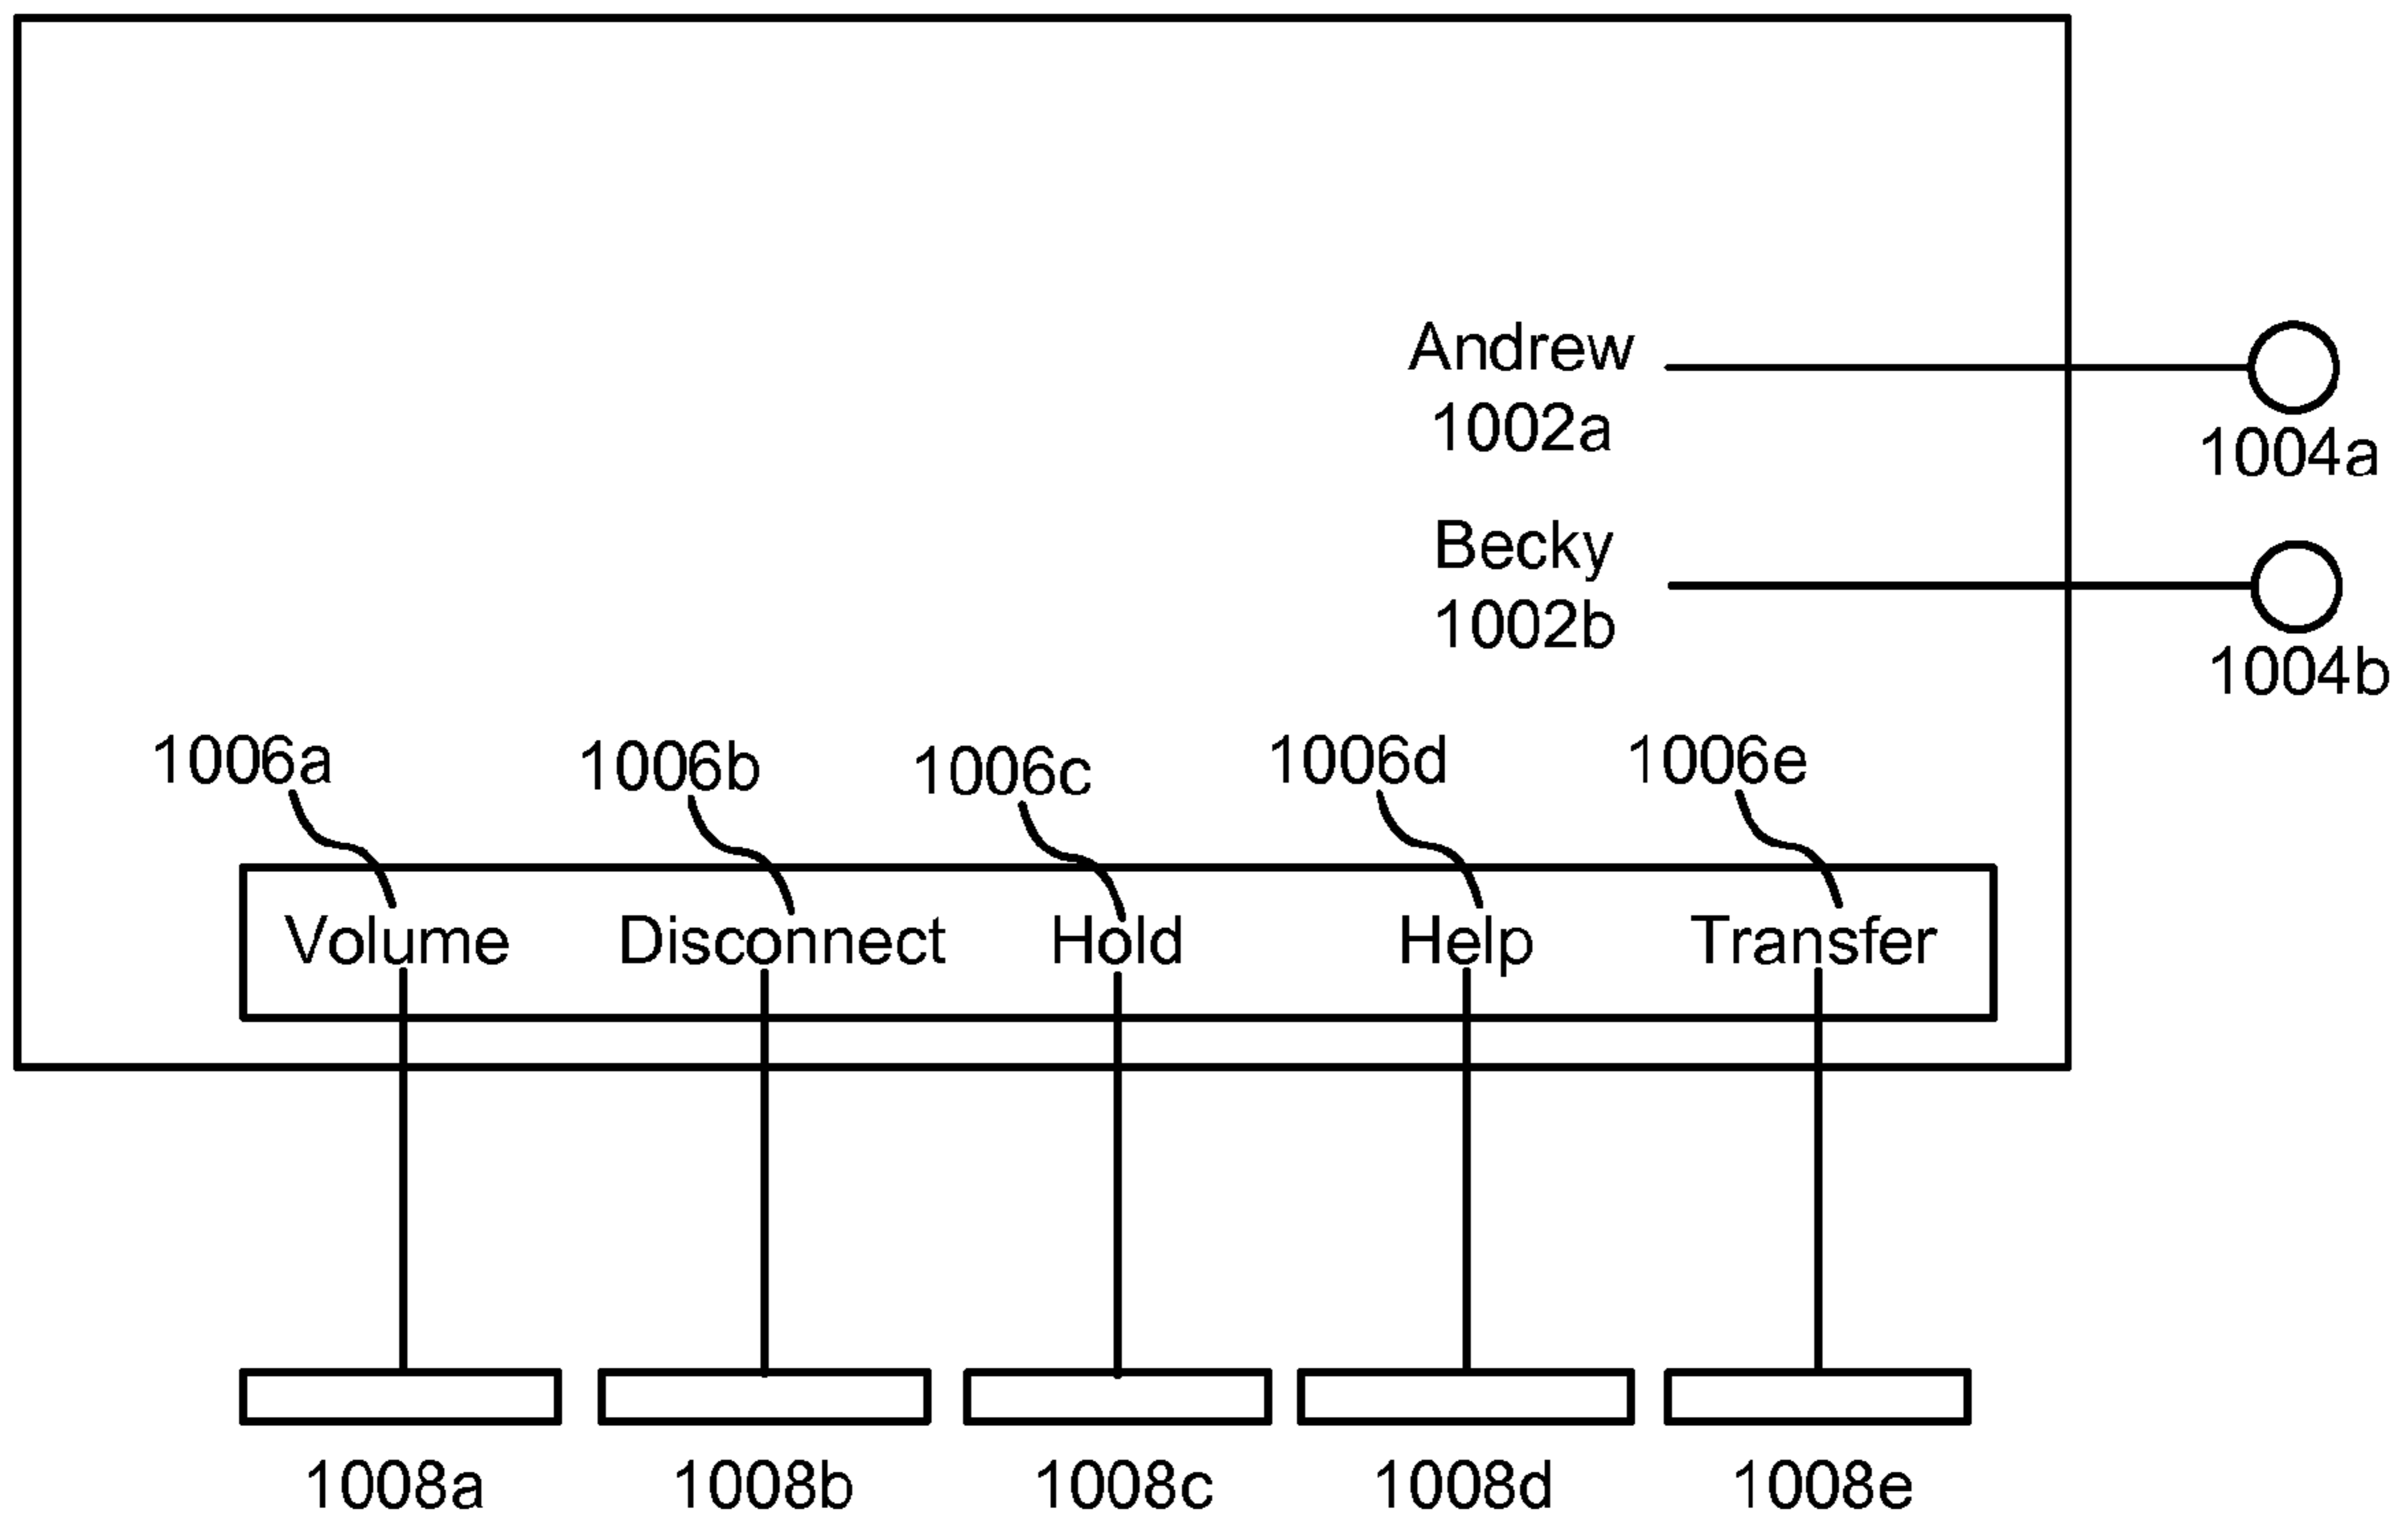 Andrew
1002a
1004a
Becky
1002b
1004b
1006a 1006b 1006c 1006d 1006e
Volume Disconnect Hold Help Transfer
1008a 1008b 1008c 1008d 1008e